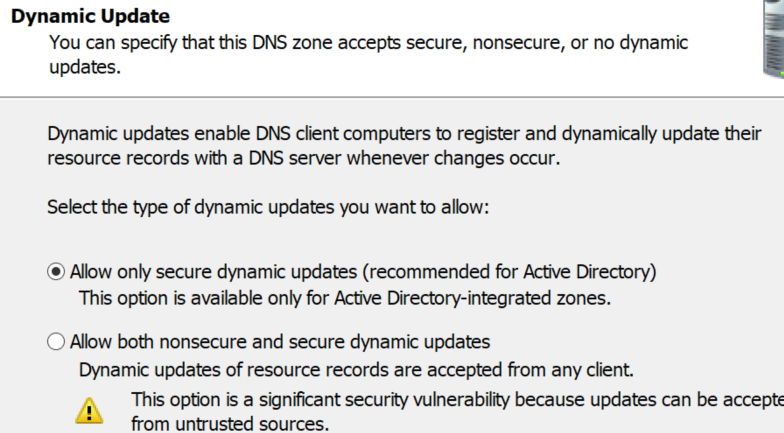 Dynamic Update
You can specify that this DNS zone accepts secure, nonsecure, or no dynamic
updates.
Dynamic updates enable DNS client computers to register and dynamically update their
resource records with a DNS server whenever changes occur.
Select the type of dynamic updates you want to allow:
Allow only secure dynamic updates (recommended for Active Directory)
This option is available only for Active Directory-integrated zones.
Allow both nonsecure and secure dynamic updates
Dynamic updates of resource records are accepted from any client.
This option is a significant security vulnerability because updates can be accepte
from untrusted sources.